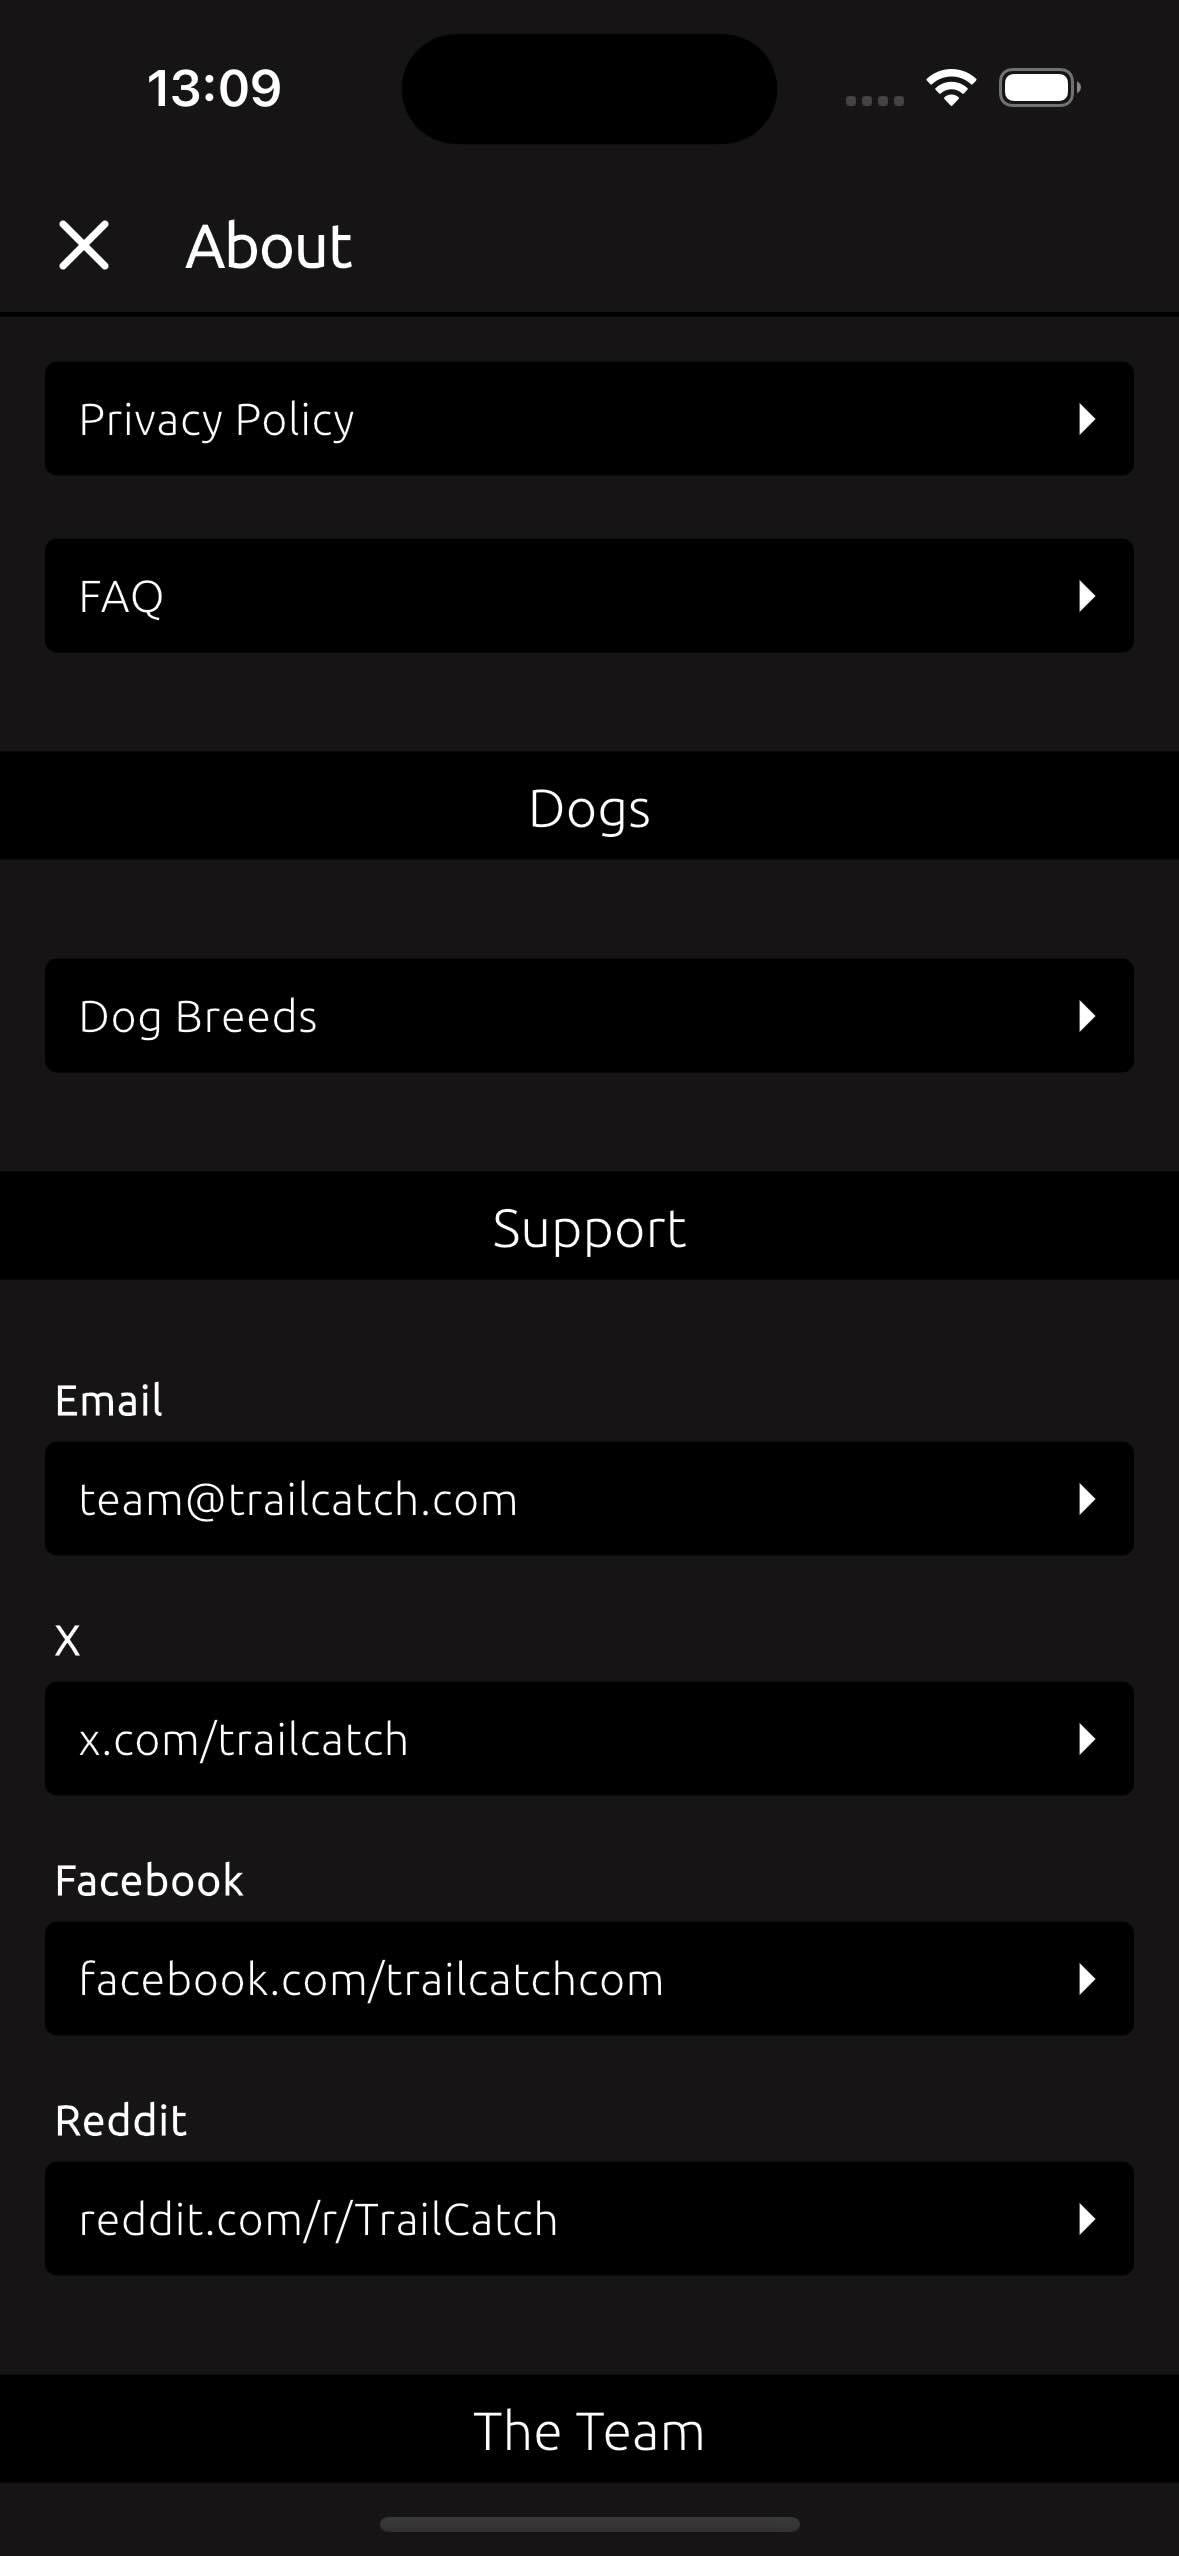 13:09
About
Privacy Policy
FAQ
Dogs
Dog Breeds
Support
Email
team@trailcatch.com
X
x.com/trailcatch
Facebook
facebook.com/trailcatchcom
Reddit
reddit.com/r/TrailCatch
The Team